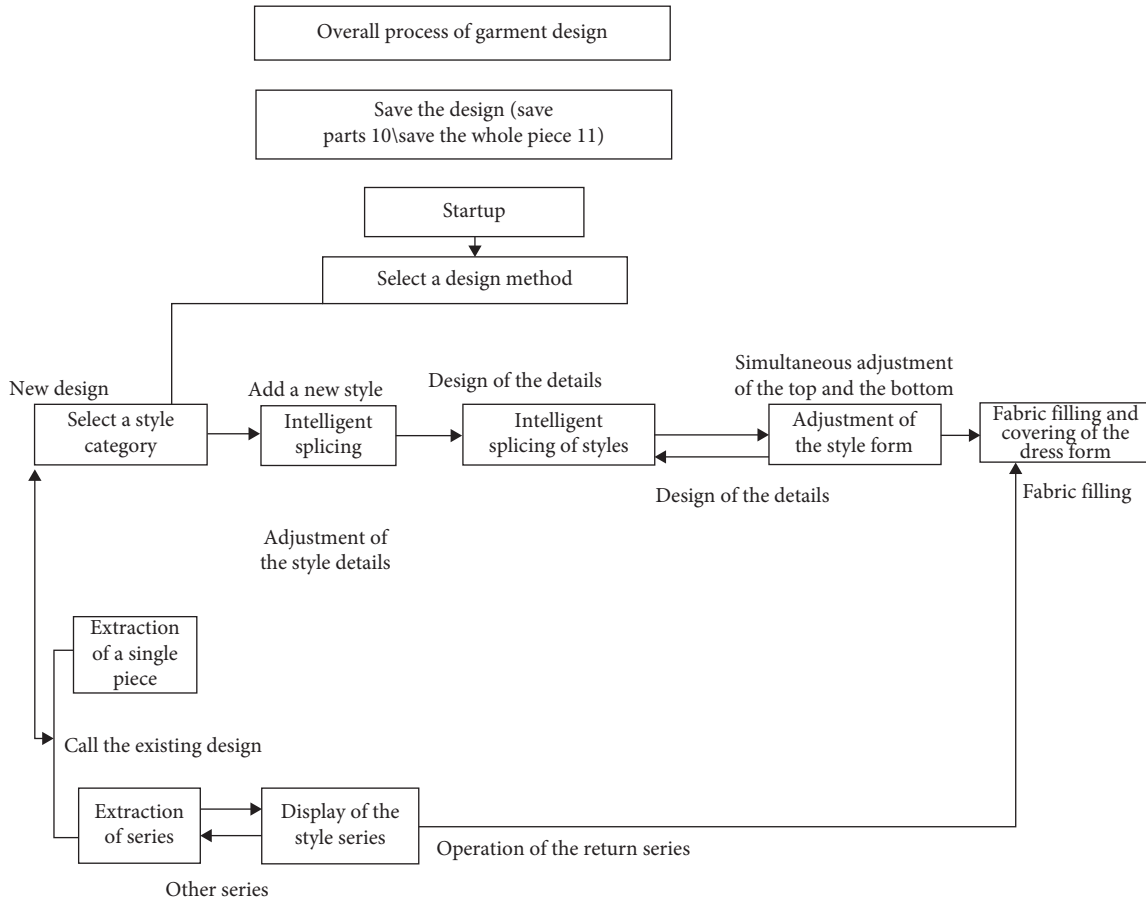 Overall process of garment design
Save the design (save
parts 10\save the whole piece 11)
Startup
Select a design method
New design
Select a style
category
Add a new style
Intelligent
splicing
Design of the details
Intelligent
splicing of styles
Simultaneous adjustment
of the top and the bottom
Adjustment of
the style form
Fabric filling and
covering of the
dress form
Design of the details
Fabric filling
Adjustment of
the style details
Extraction
of a single
piece
Call the existing design
Extraction
of series
Display of the
style series
Operation of the return series
Other series